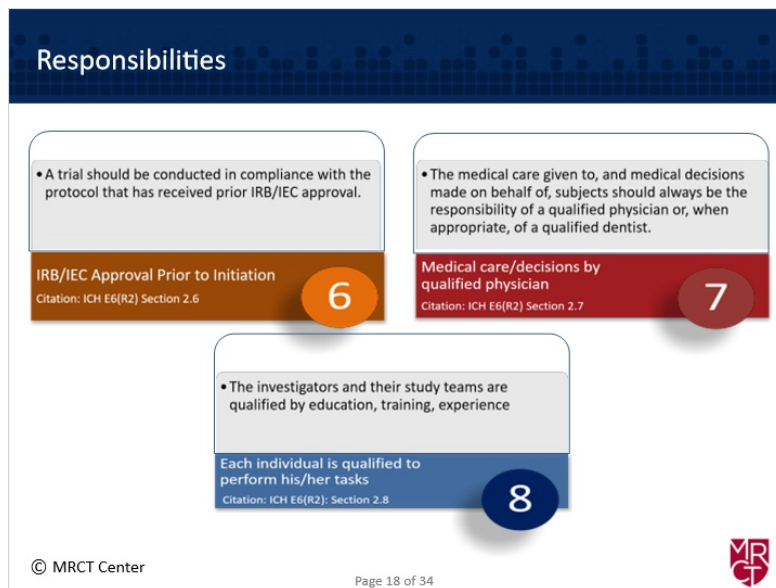 Responsibilities
• A trial should be conducted in compliance with the
protocol that has received prior IRB/IEC approval.
IRB/IEC Approval Prior to Initiation
Citation: ICH E6(R2) Section 2.6
6
• The medical care given to, and medical decisions
made on behalf of, subjects should always be the
responsibility of a qualified physician or, when
appropriate, of a qualified dentist.
Medical care/decisions by
qualified physician
Citation: ICH E6(R2) Section 2.7
7
• The investigators and their study teams are
qualified by education, training, experience
Each individual is qualified to
perform his/her tasks
Citation: ICH E6(R2): Section 2.8
8
© MRCT Center
Page 18 of 34
MR
CT